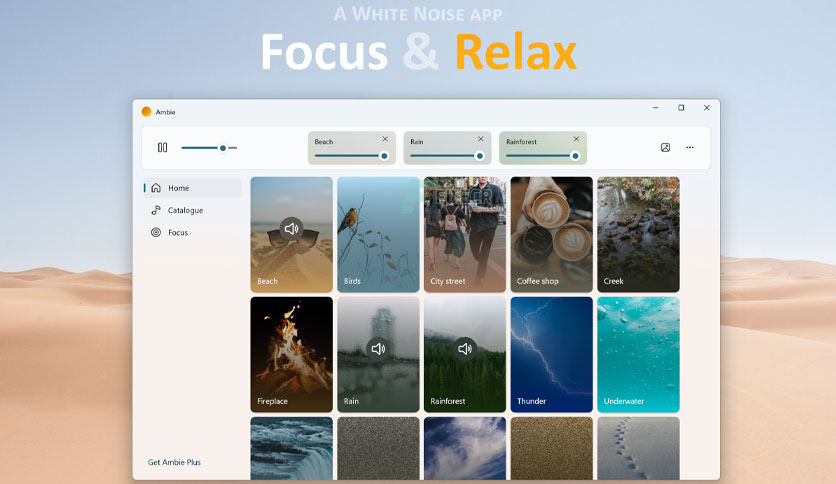 A White Noise app
Focus & Relax
Ambie
Beach
Rain
Rainforest
Home
Catalogue
Focus
Beach
Birds
City street
Coffee shop
Creek
Fireplace
Rain
Rainforest
Thunder
Underwater
Get Ambie Plus